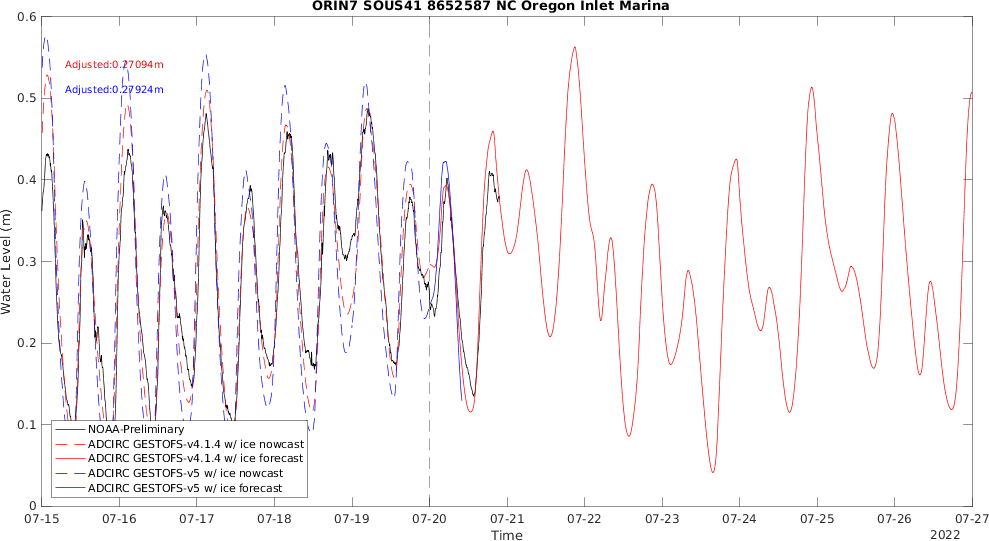 ORIN7 SOUS41 8652587 NC Oregon Inlet Marina
0.6
0.5
0.4
0.3
0.2
0.1
0
Water Level (m)
Adjusted:0.27094m
Adjusted:0.27924m
NOAA-Preliminary
ADCIRC GESTOFS-v4.1.4 w/ ice nowcast
ADCIRC GESTOFS-v4.1.4 w/ ice forecast
ADCIRC GESTOFS-v5 w/ ice nowcast
ADCIRC GESTOFS-v5 w/ ice forecast
07-15 07-16 07-17 07-18 07-19 07-20 07-21 07-22 07-23 07-24 07-25 07-26 07-27
Time
2022